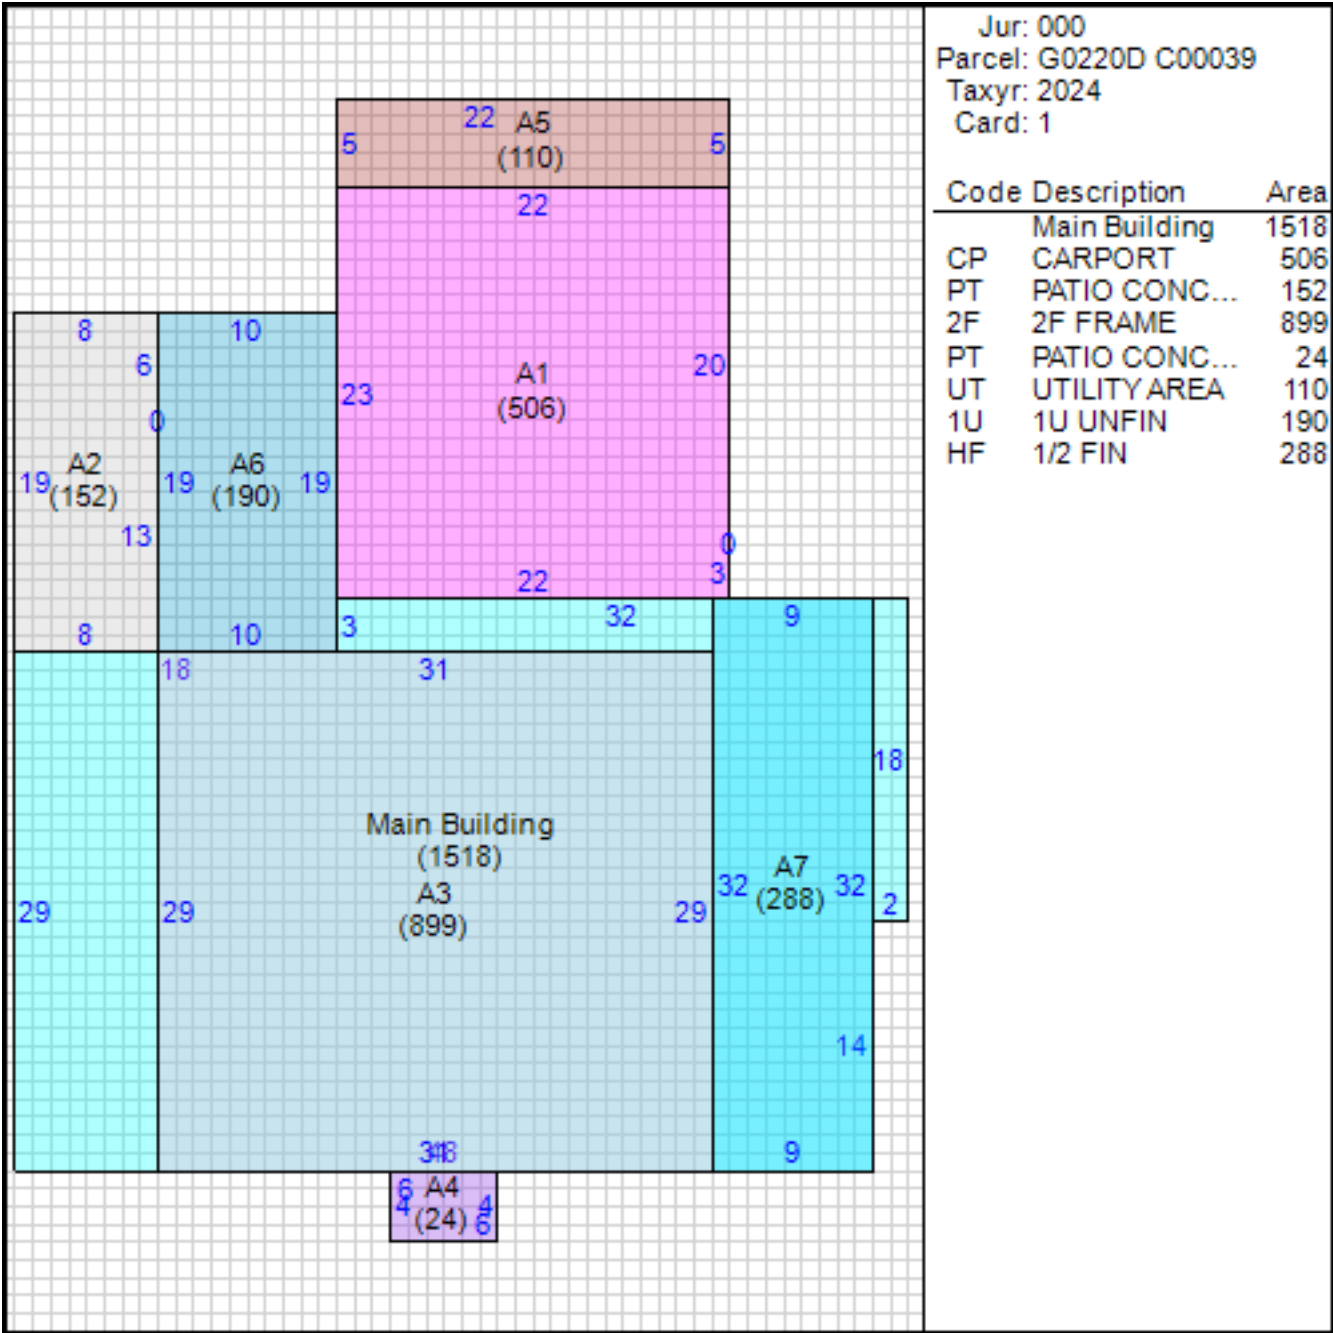 Jur: 000
Parcel: G0220D C00039
Taxyr: 2024
Card: 1
Code Description Area
Main Building 1518
CP CARPORT 506
PT PATIO CONC... 152
2F 2F FRAME 899
PT PATIO CONC... 24
UT UTILITY AREA 110
1U 1U UNFIN 190
HF 1/2 FIN 288
22 A5
5 (110) 5
22
8 10
6 20
A1
23 (506)
0
A2 A6
19 (152) 19 (190) 19
13
0
22 3
8 10 3 32 9
18 31
18
Main Building
(1518)
A3
(899)
A7
(288)
29 29 29 32 32 2
14
48 9
6 A4 4
4 (24) 6